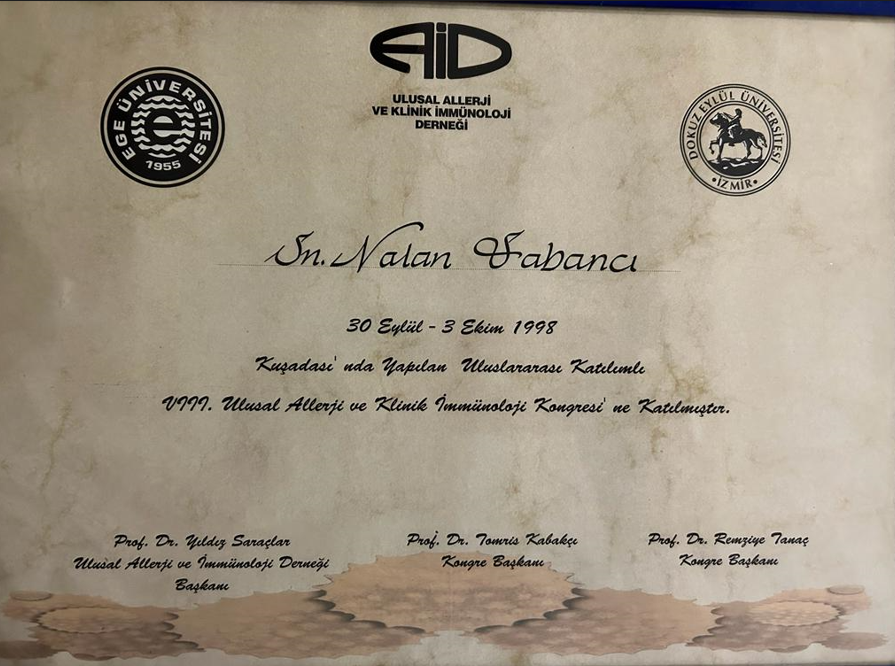 AiD
ULUSAL ALLERJİ
VE KLİNİK İMMÜNOLOJİ
DERNEĞİ
EGE ÜNİVERSİTESİ
e
1955
DOKUZ EYLÜL ÜNİVERSİTESİ
•İZMİR•
Sn. Nalan Sabancı
30 Eylül - 3 Ekim 1998
Kuşadası' nda Yapılan Uluslararası Katılımlı
VIII. Ulusal Allerji ve Klinik İmmünoloji Kongresi' ne Katılmıştır.
Prof. Dr. Yıldız Saraçlar
Ulusal Allerji ve İmmünoloji Derneği
Başkanı
Prof. Dr. Tomris Kabakçı
Kongre Başkanı
Prof. Dr. Remziye Tanaç
Kongre Başkanı